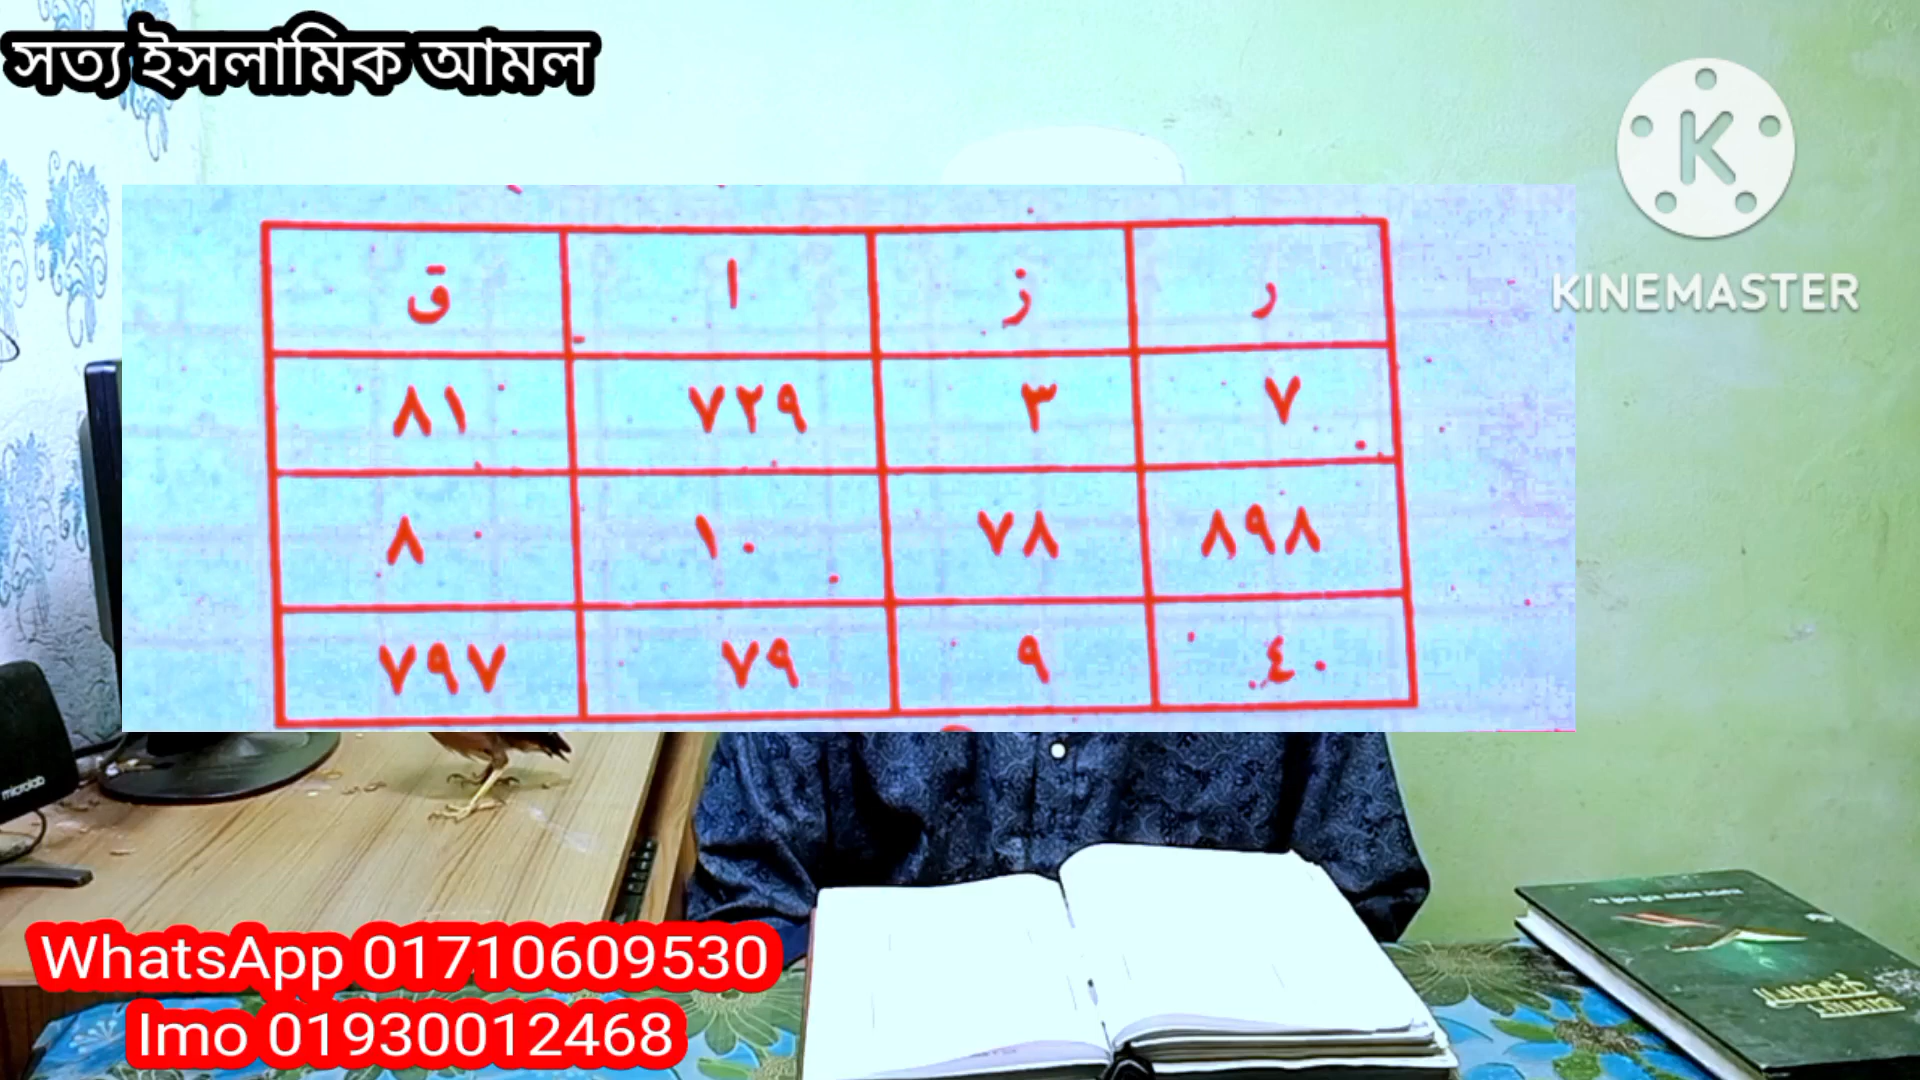 সত্য ইসলামিক আমল
K
KINEMASTER
ر ز ا ق
٧ ٣ ٧٢٩ ٨١
٨٩٨ ٧٨ ١٠ ٨
٤٠ ٩ ٧٩ ٧٩٧
microlab
WhatsApp 01710609530
Imo 01930012468